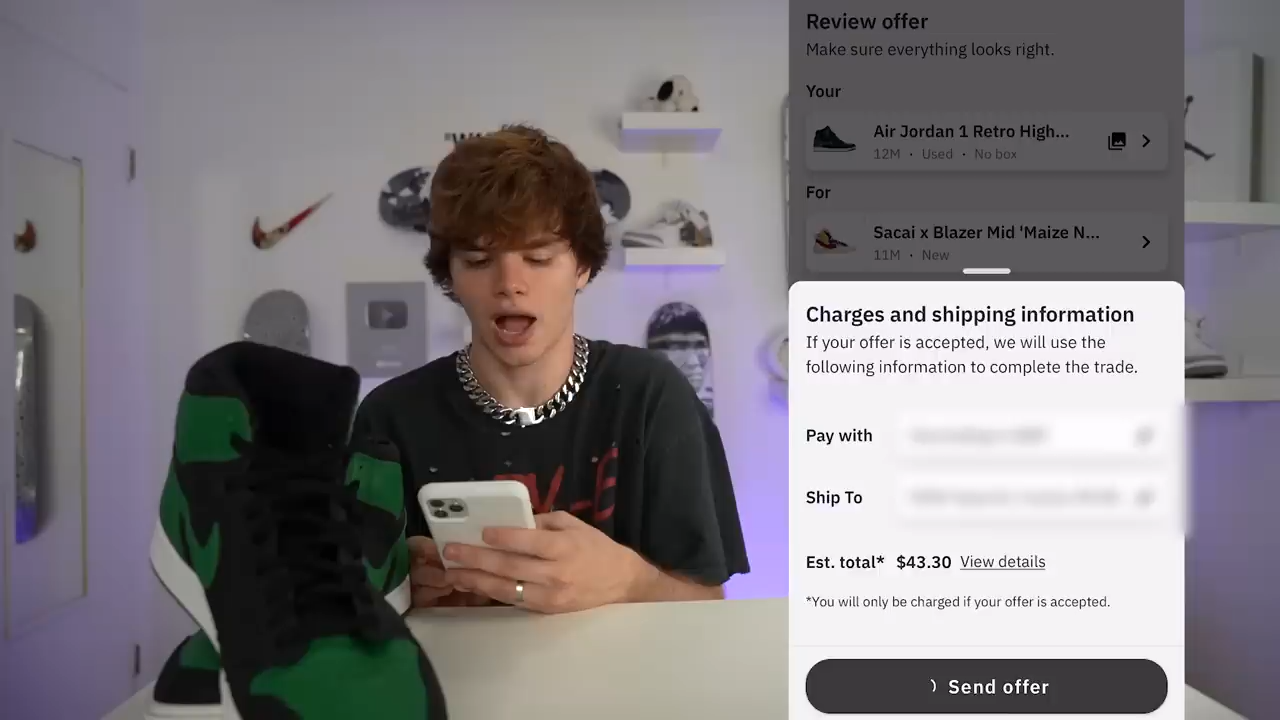 Review offer
Make sure everything looks right.
Your
Air Jordan 1 Retro High...
12M • Used • No box
For
Sacai x Blazer Mid 'Maize N...
11M • New
Charges and shipping information
If your offer is accepted, we will use the
following information to complete the trade.
Pay with
Ship To
Est. total* $43.30 View details
*You will only be charged if your offer is accepted.
Send offer